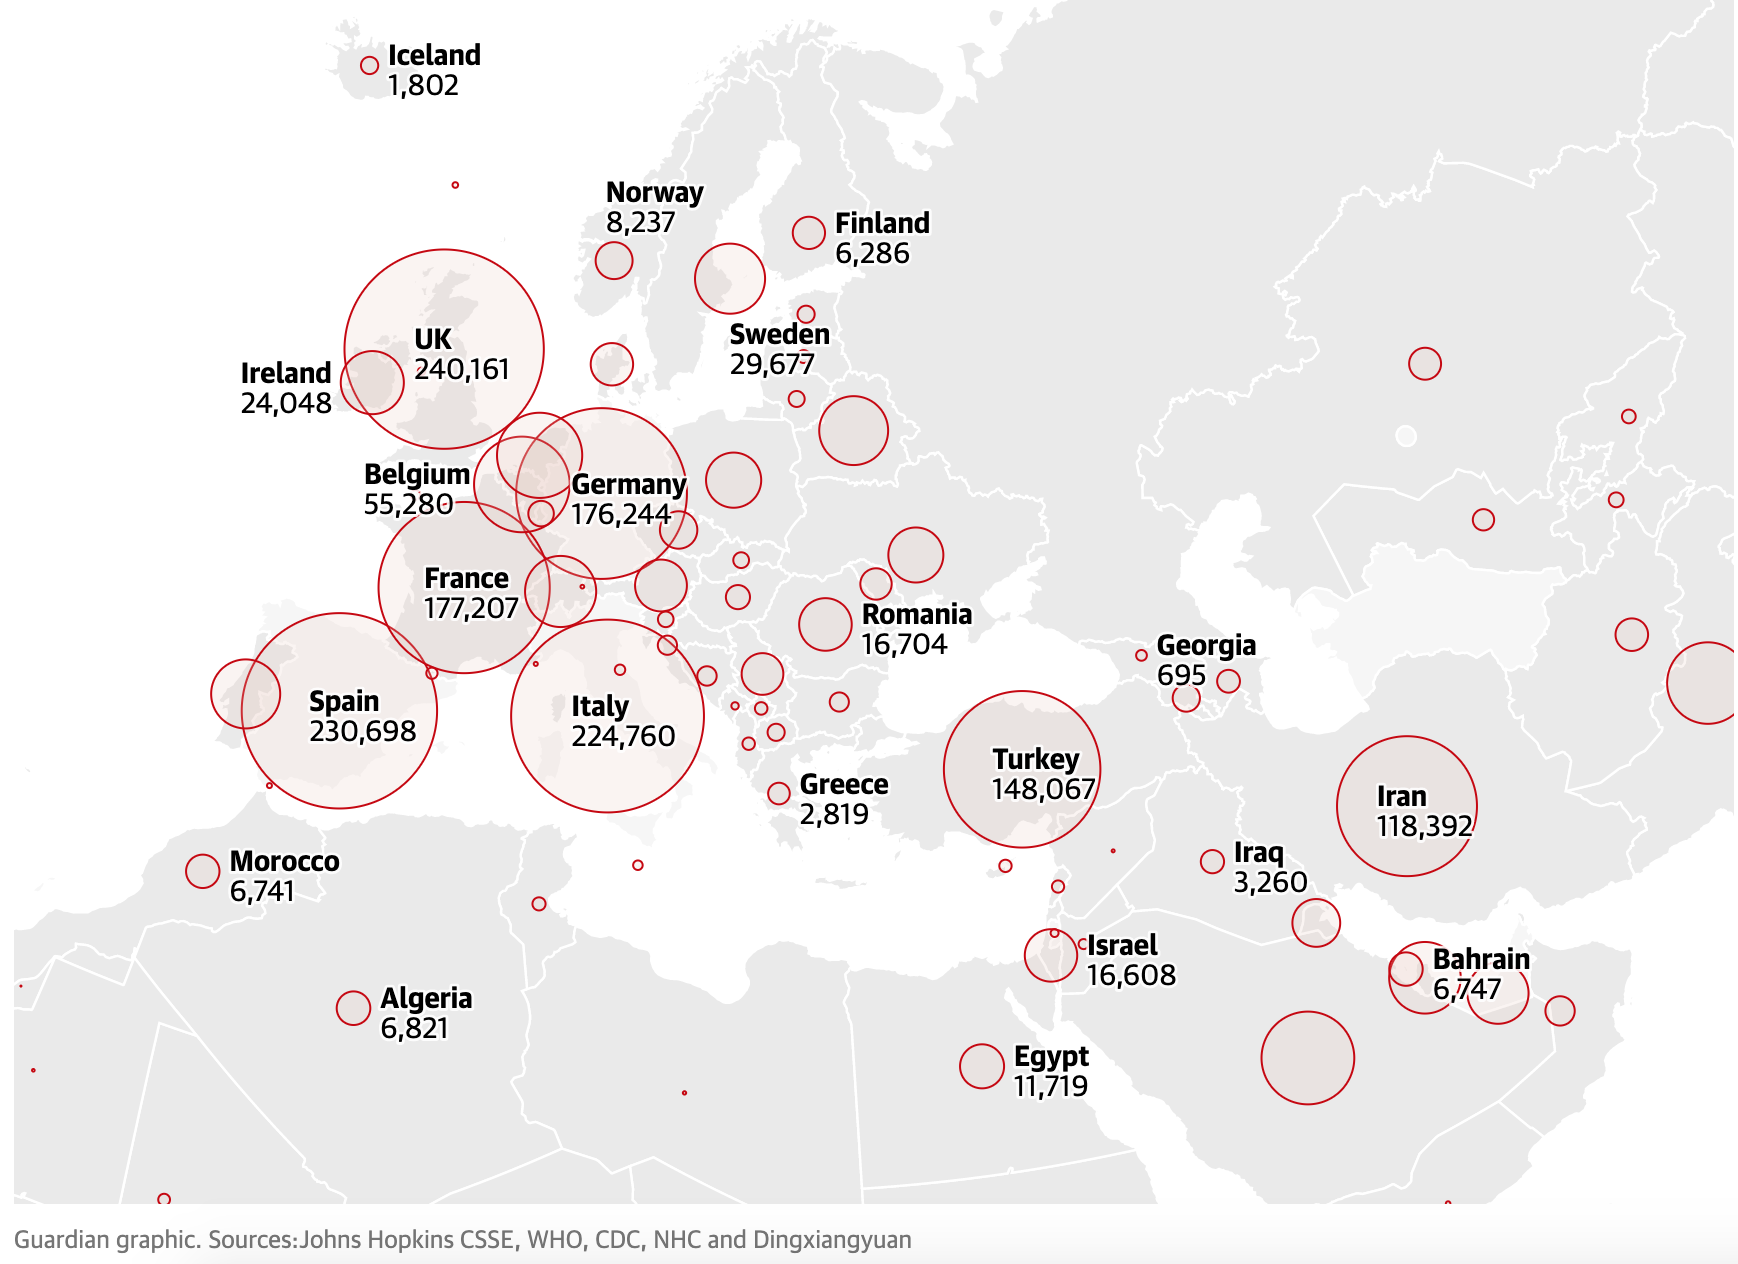 Iceland
1,802
Norway
8,237
Finland
6,286
UK
240,161
Sweden
29,677
Ireland
24,048
Belgium
55,280
Germany
176,244
France
177,207
Romania
16,704
Georgia
695
Spain
230,698
Italy
224,760
Turkey
148,067
Greece
2,819
Iran
118,392
Morocco
6,741
Iraq
3,260
Israel
16,608
Bahrain
6,747
Algeria
6,821
Egypt
11,719
Guardian graphic. Sources:Johns Hopkins CSSE, WHO, CDC, NHC and Dingxiangyuan